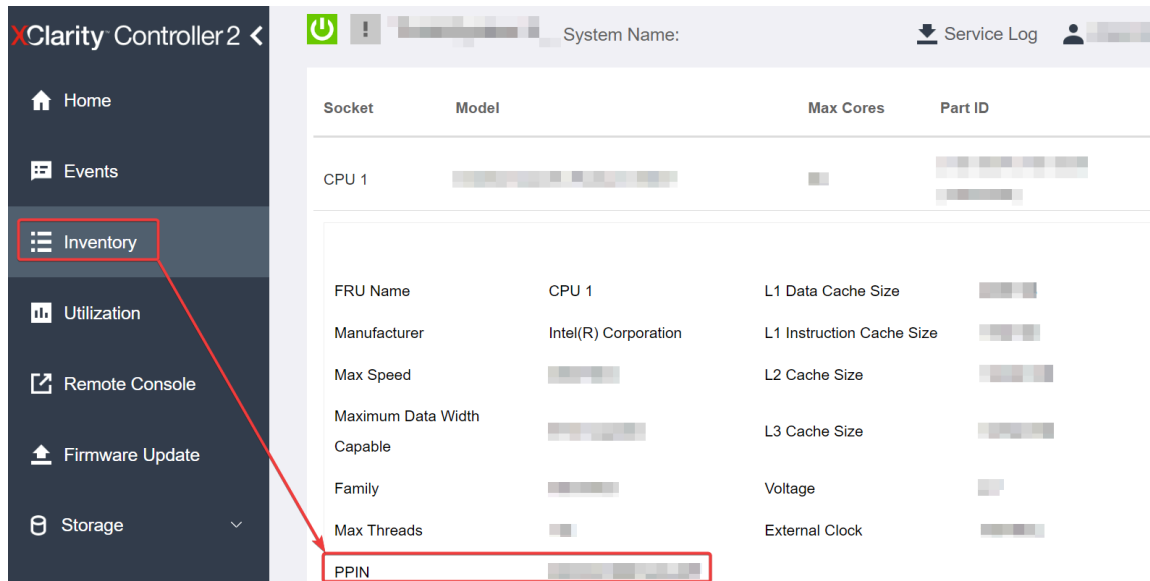 XClarity Controller 2
System Name:
Service Log
Home
Events
Inventory
Utilization
Remote Console
Firmware Update
Storage
Socket Model Max Cores Part ID
CPU 1
FRU Name CPU 1 L1 Data Cache Size
Manufacturer Intel(R) Corporation L1 Instruction Cache Size
Max Speed L2 Cache Size
Maximum Data Width
Capable
L3 Cache Size
Family Voltage
Max Threads External Clock
PPIN